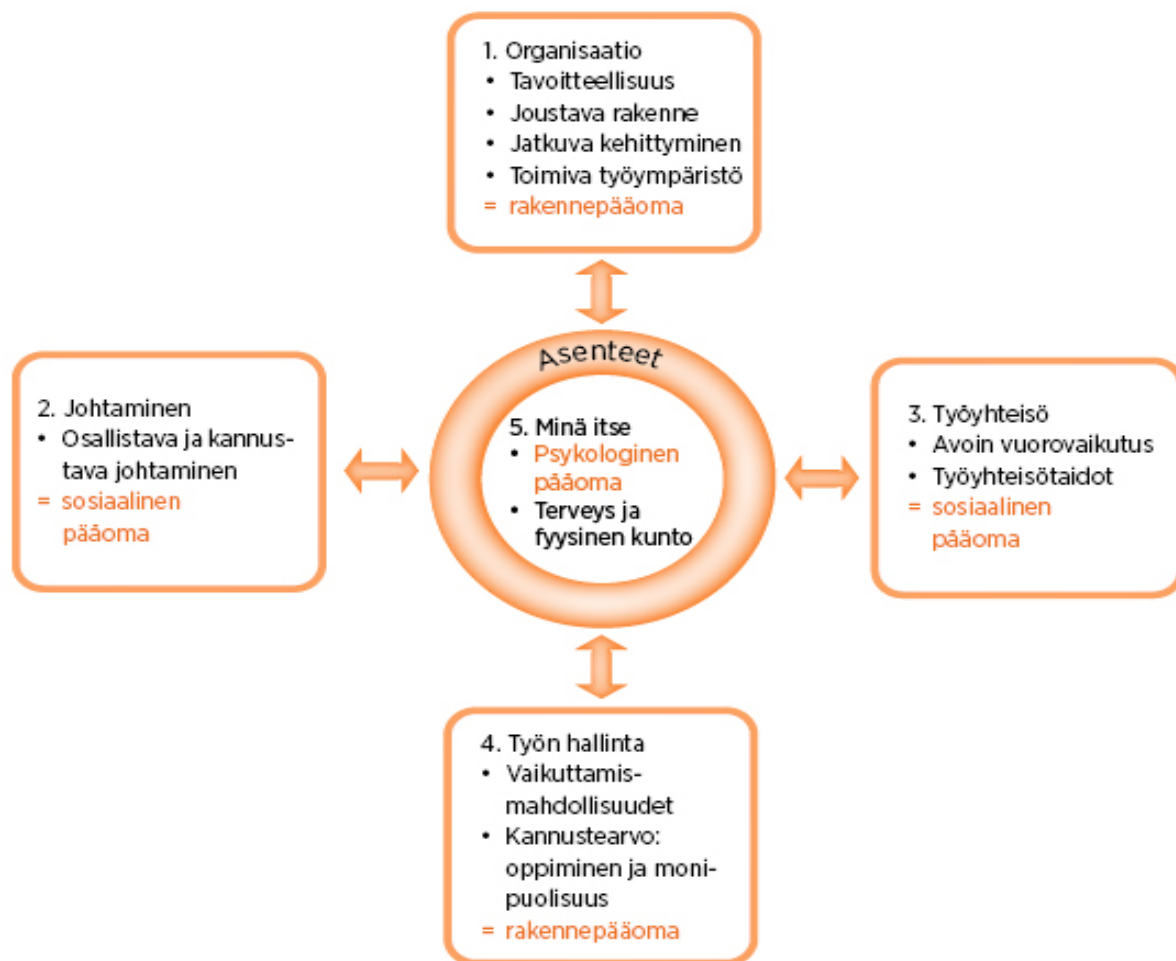 1. Organisaatio
• Tavoitteellisuus
• Joustava rakenne
• Jatkuva kehittyminen
• Toimiva työympäristö
= rakennepääoma
2. Johtaminen
• Osallistava ja kannus-
tava johtaminen
= sosiaalinen
pääoma
Asenteet
5. Minä itse
• Psykologinen
pääoma
• Terveys ja
fyysinen kunto
3. Työyhteisö
• Avoin vuorovaikutus
• Työyhteisötaidot
= sosiaalinen
pääoma
4. Työn hallinta
• Vaikuttamis-
mahdollisuudet
• Kannustearvo:
oppiminen ja moni-
puolisuus
= rakennepääoma